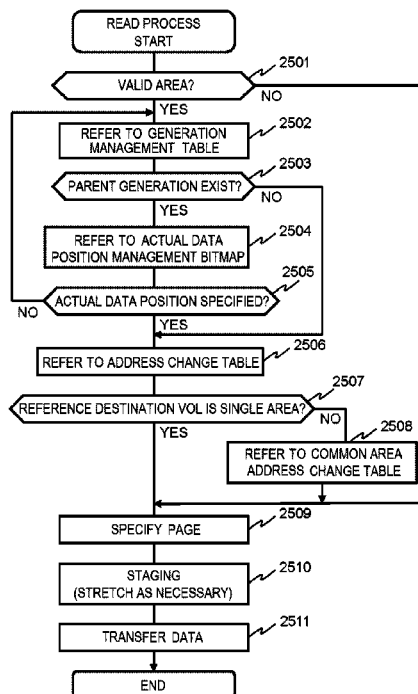 READ PROCESS
START
2501
VALID AREA?
NO
YES
2502
REFER TO GENERATION
MANAGEMENT TABLE
2503
PARENT GENERATION EXIST?
NO
YES
2504
REFER TO ACTUAL DATA
POSITION MANAGEMENT BITMAP
2505
ACTUAL DATA POSITION SPECIFIED?
NO
YES
2506
REFER TO ADDRESS CHANGE TABLE
2507
REFERENCE DESTINATION VOL IS SINGLE AREA?
NO
YES
2508
REFER TO COMMON AREA
ADDRESS CHANGE TABLE
2509
SPECIFY PAGE
2510
STAGING
(STRETCH AS NECESSARY)
2511
TRANSFER DATA
END